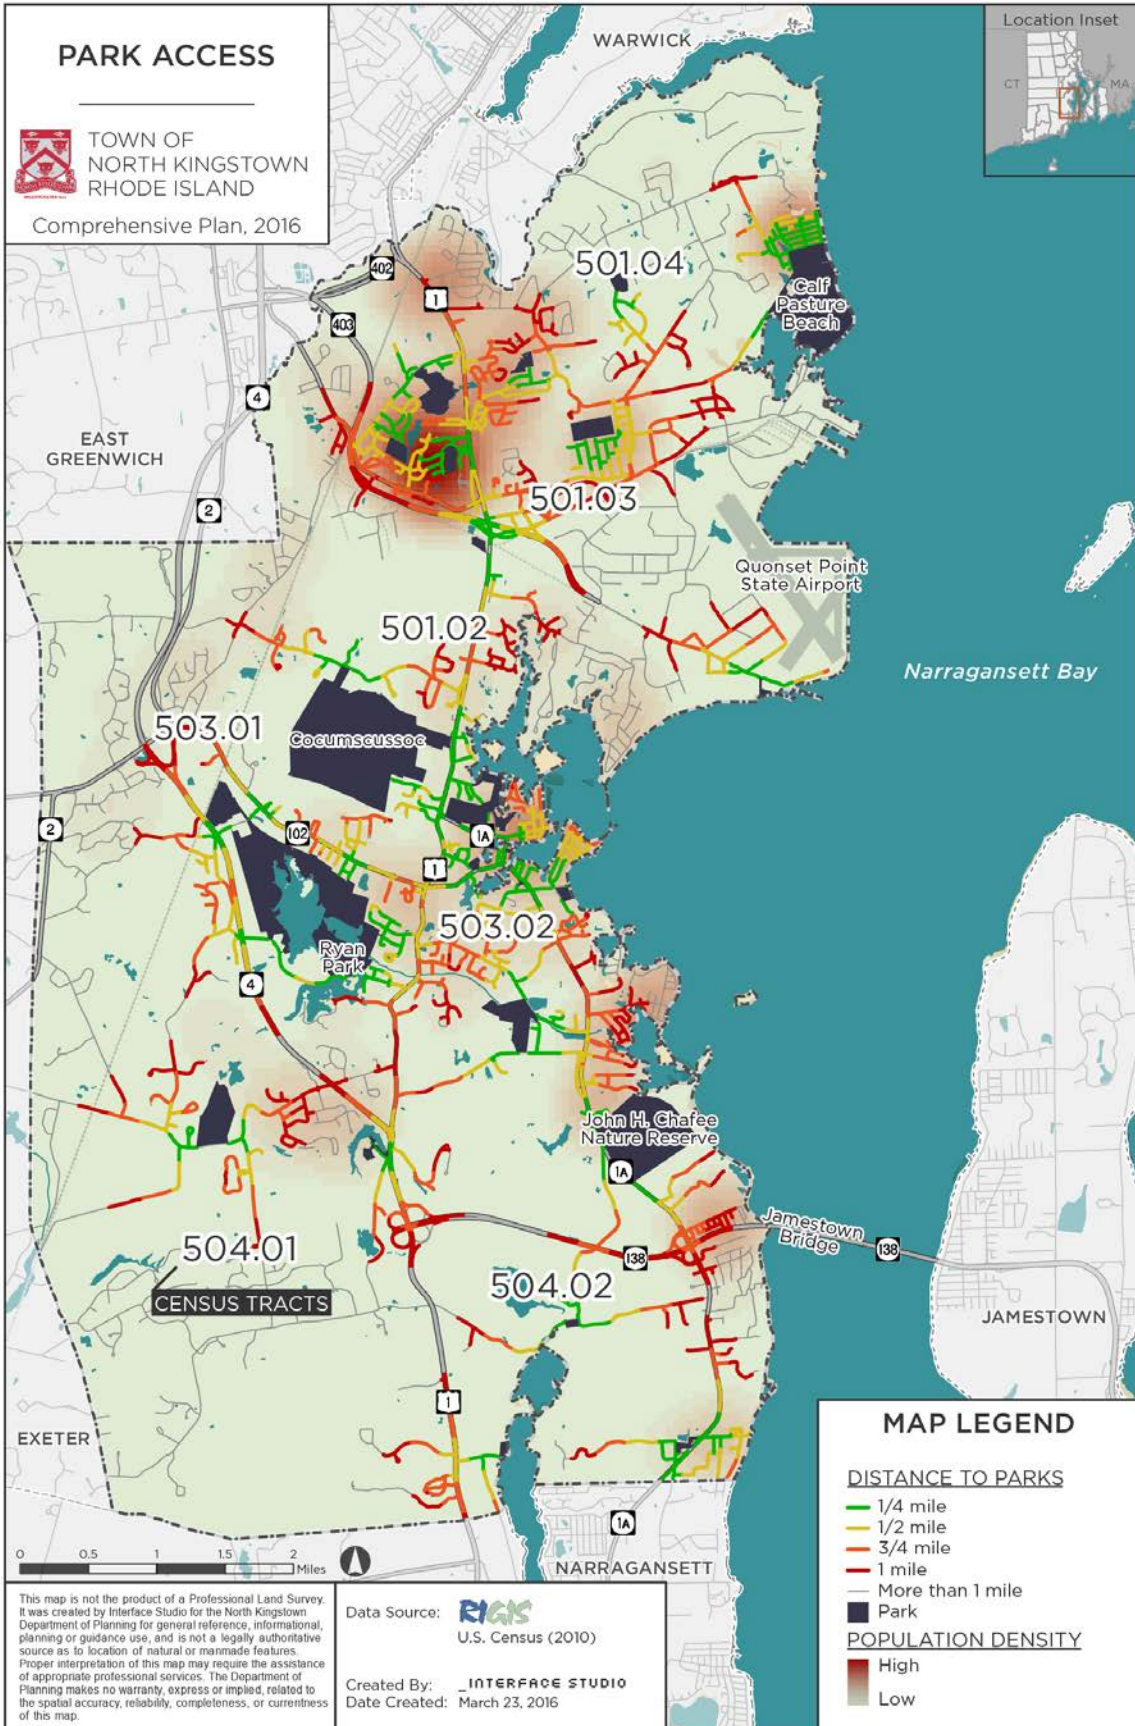 PARK ACCESS
TOWN OF
NORTH KINGSTOWN
RHODE ISLAND
Comprehensive Plan, 2016
WARWICK
Location Inset
CT
MA
402
1
403
501.04
Calf
Pasture
Beach
4
EAST
GREENWICH
2
501.03
Quonset Point
State Airport
501.02
Narragansett Bay
503.01
Cocumscussoc
2
102
1A
1
503.02
Ryan
Park
4
John H. Chafee
Nature Reserve
1A
Jamestown
Bridge
138
138
504.01
CENSUS TRACTS
504.02
JAMESTOWN
1
EXETER
1A
NARRAGANSETT
0 0.5 1 1.5 2
Miles
MAP LEGEND
DISTANCE TO PARKS
1/4 mile
1/2 mile
3/4 mile
1 mile
More than 1 mile
Park
POPULATION DENSITY
High
Low
This map is not the product of a Professional Land Survey.
It was created by Interface Studio for the North Kingstown
Department of Planning for general reference, informational,
planning or guidance use, and is not a legally authoritative
source as to location of natural or manmade features.
Proper interpretation of this map may require the assistance
of appropriate professional services. The Department of
Planning makes no warranty, express or implied, related to
the spatial accuracy, reliability, completeness, or currentness
of this map.
Data Source: RIGIS
U.S. Census (2010)
Created By: _INTERFACE STUDIO
Date Created: March 23, 2016